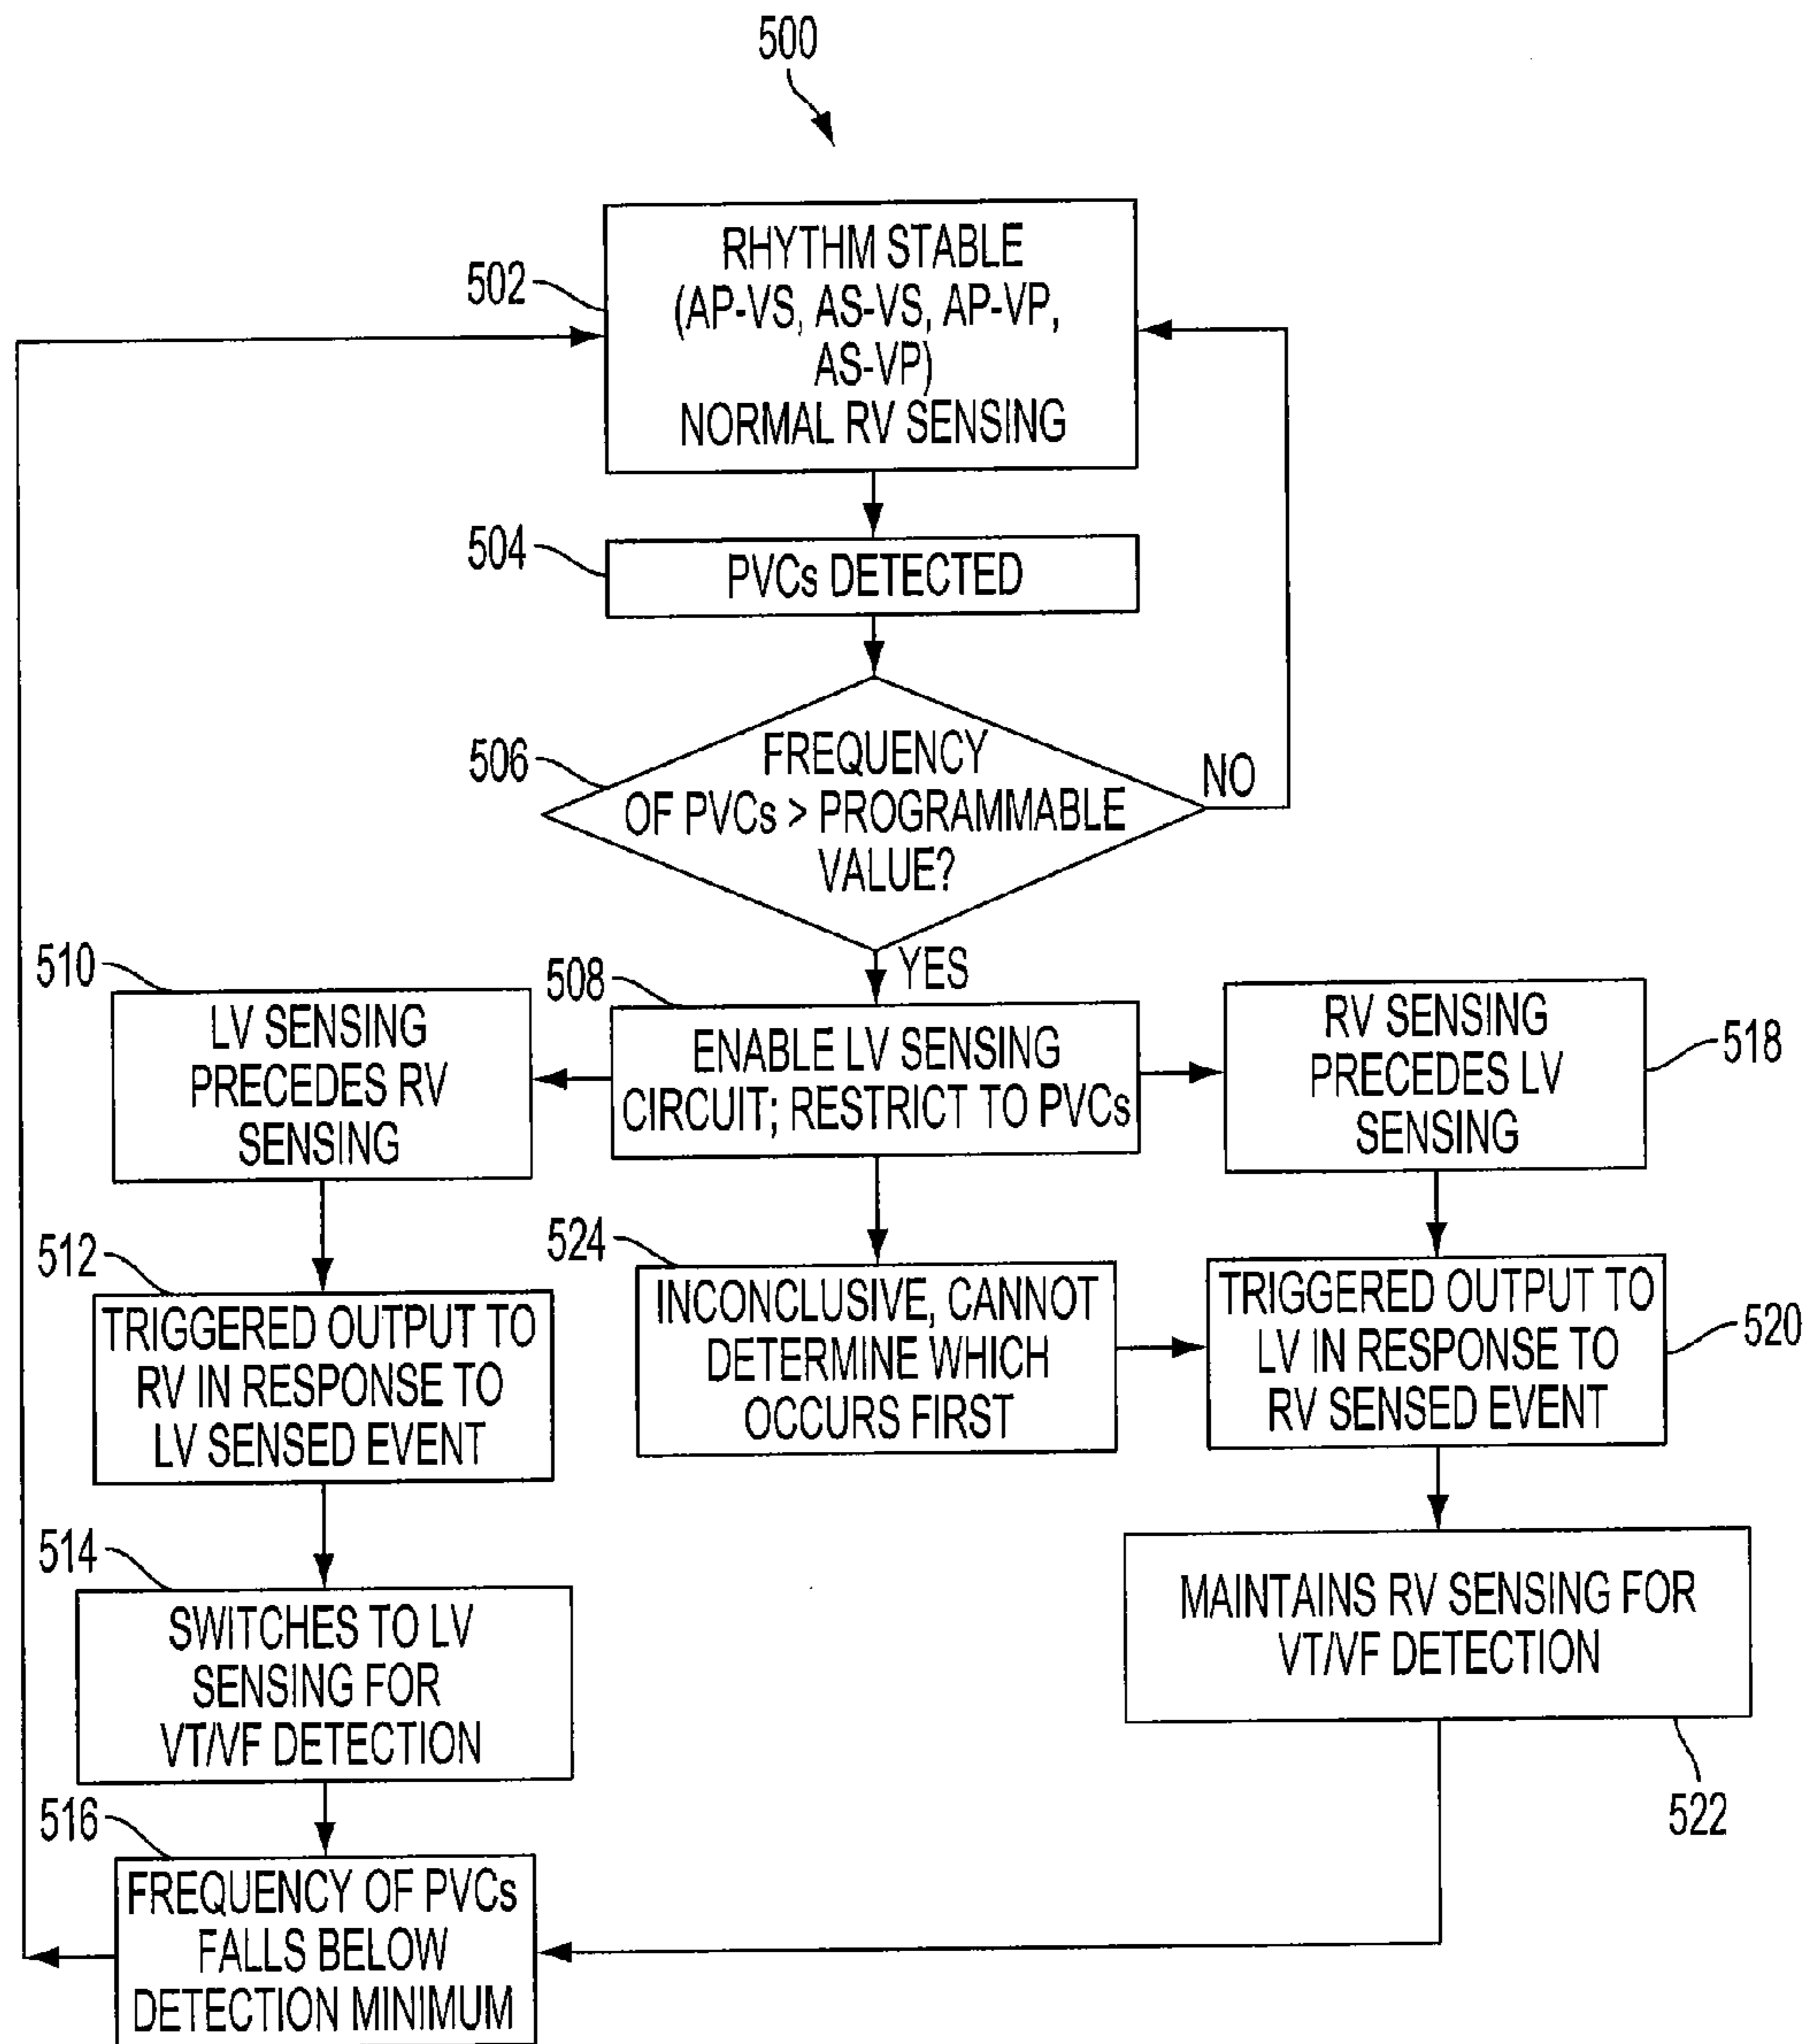 500
502
RHYTHM STABLE
(AP-VS, AS-VS, AP-VP,
AS-VP)
NORMAL RV SENSING
504
PVCs DETECTED
506
FREQUENCY
OF PVCs > PROGRAMMABLE
VALUE?
NO
YES
510
LV SENSING
PRECEDES RV
SENSING
508
ENABLE LV SENSING
CIRCUIT; RESTRICT TO PVCs
RV SENSING
PRECEDES LV
SENSING
518
512
TRIGGERED OUTPUT TO
RV IN RESPONSE TO
LV SENSED EVENT
524
INCONCLUSIVE, CANNOT
DETERMINE WHICH
OCCURS FIRST
TRIGGERED OUTPUT TO
LV IN RESPONSE TO
RV SENSED EVENT
520
514
SWITCHES TO LV
SENSING FOR
VT/VF DETECTION
MAINTAINS RV SENSING FOR
VT/VF DETECTION
522
516
FREQUENCY OF PVCs
FALLS BELOW
DETECTION MINIMUM